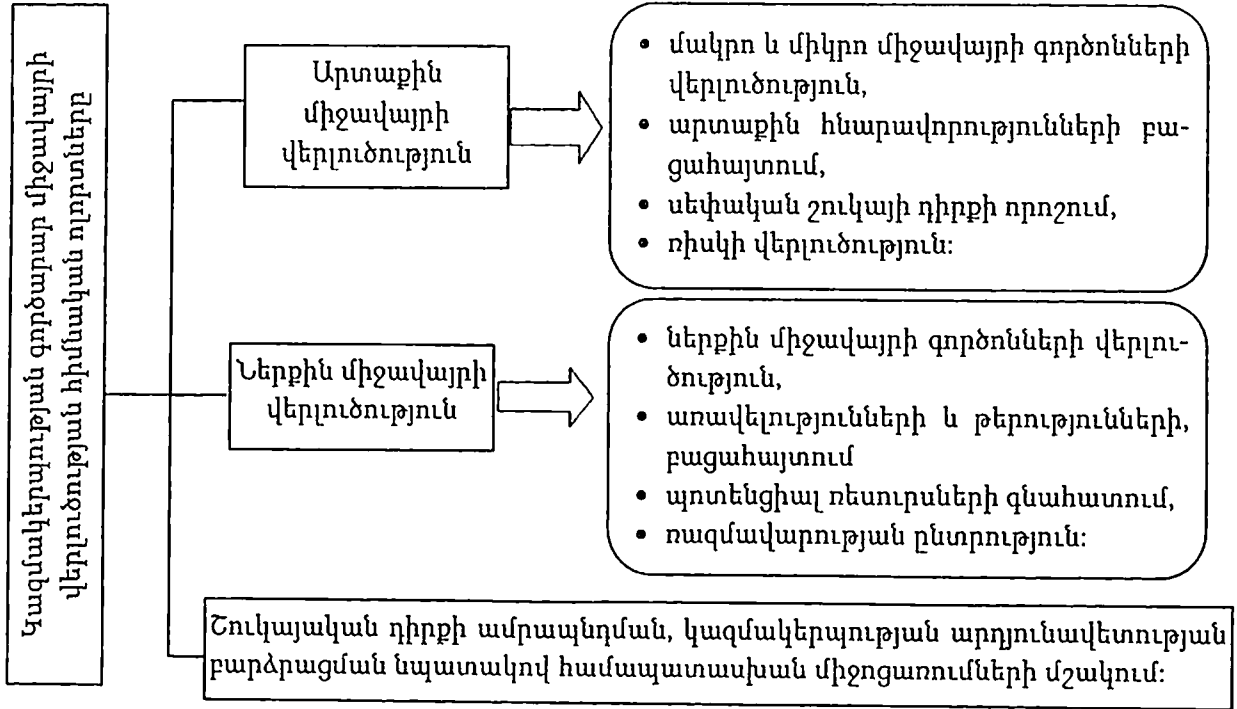 Կազմակերպության գործարար միջավայրի
վերլուծության հիմնական ոլորտները
Արտաքին
միջավայրի
վերլուծություն
• մակրո և միկրո միջավայրի գործոնների
վերլուծություն,
• արտաքին հնարավորությունների բա-
ցահայտում,
• սեփական շուկայի դիրքի որոշում,
• ռիսկի վերլուծություն:
Ներքին միջավայրի
վերլուծություն
• ներքին միջավայրի գործոնների վերլու-
ծություն,
• առավելությունների և թերությունների,
բացահայտում
• պոտենցիալ ռեսուրսների գնահատում,
• ռազմավարության ընտրություն:
Շուկայական դիրքի ամրապնդման, կազմակերպության արդյունավետության
բարձրացման նպատակով համապատասխան միջոցառումների մշակում: